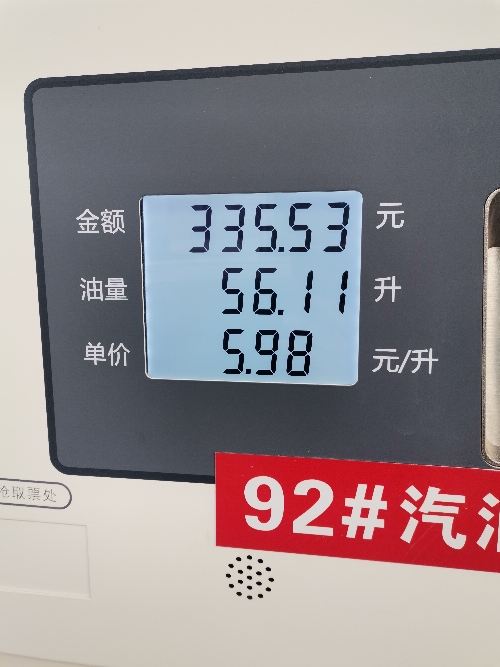 金额 335.53 元
油量 56.11 升
单价 5.98 元/升
取票处
92#汽油